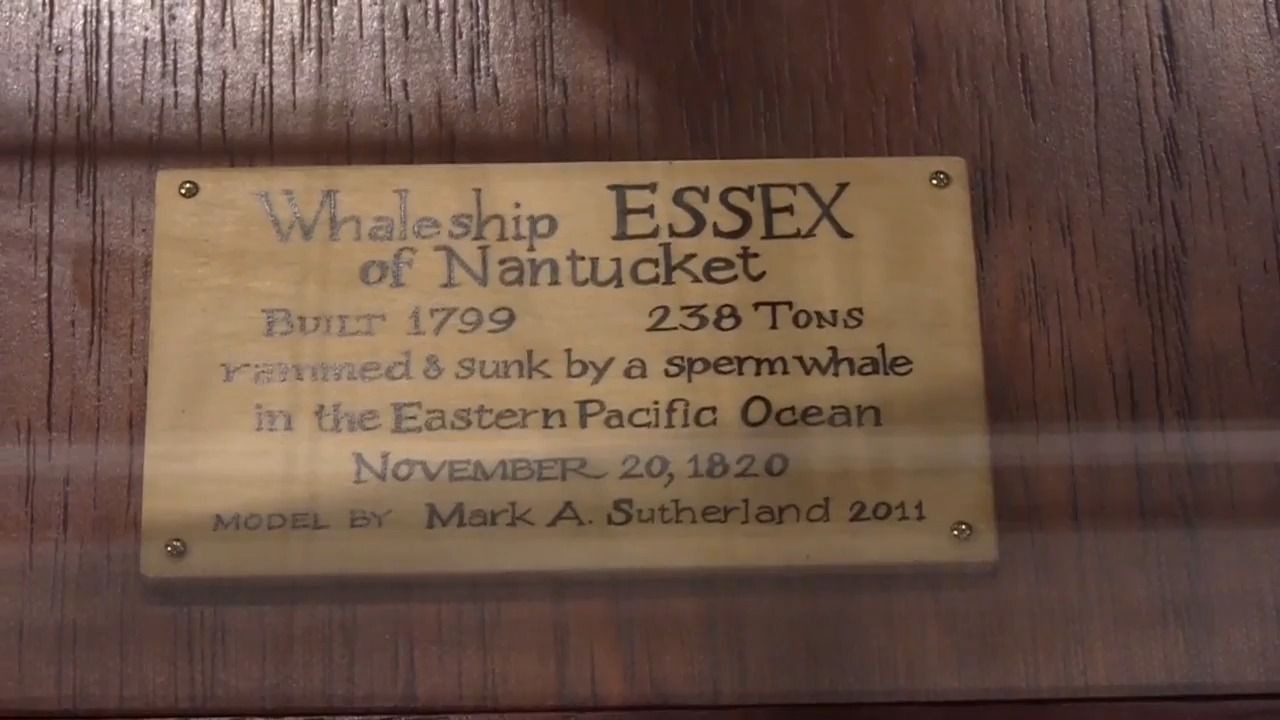 Whaleship ESSEX
of Nantucket
BUILT 1799 238 TONS
rammed & sunk by a sperm whale
in the Eastern Pacific Ocean
NOVEMBER 20, 1820
MODEL BY Mark A. Sutherland 2011